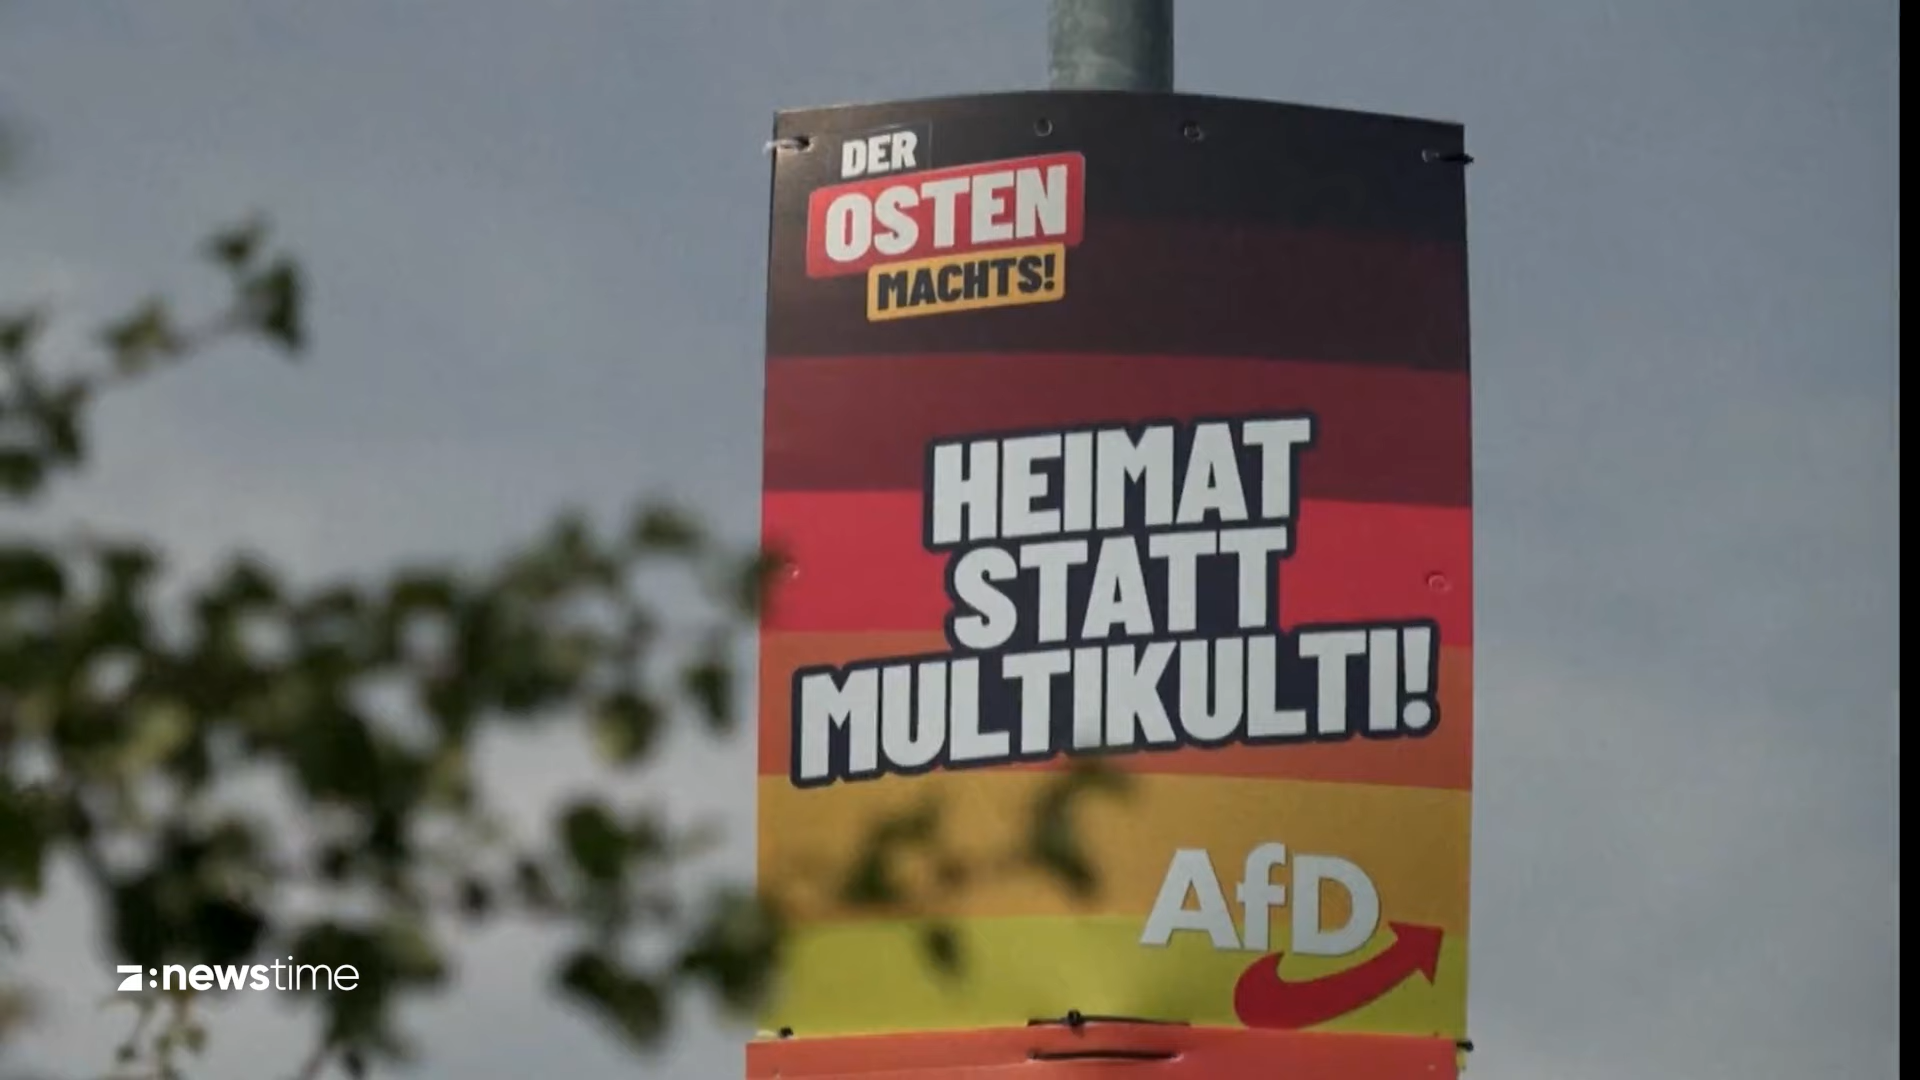 DER
OSTEN
MACHTS!
HEIMAT
STATT
MULTIKULTI!
AfD
:newstime